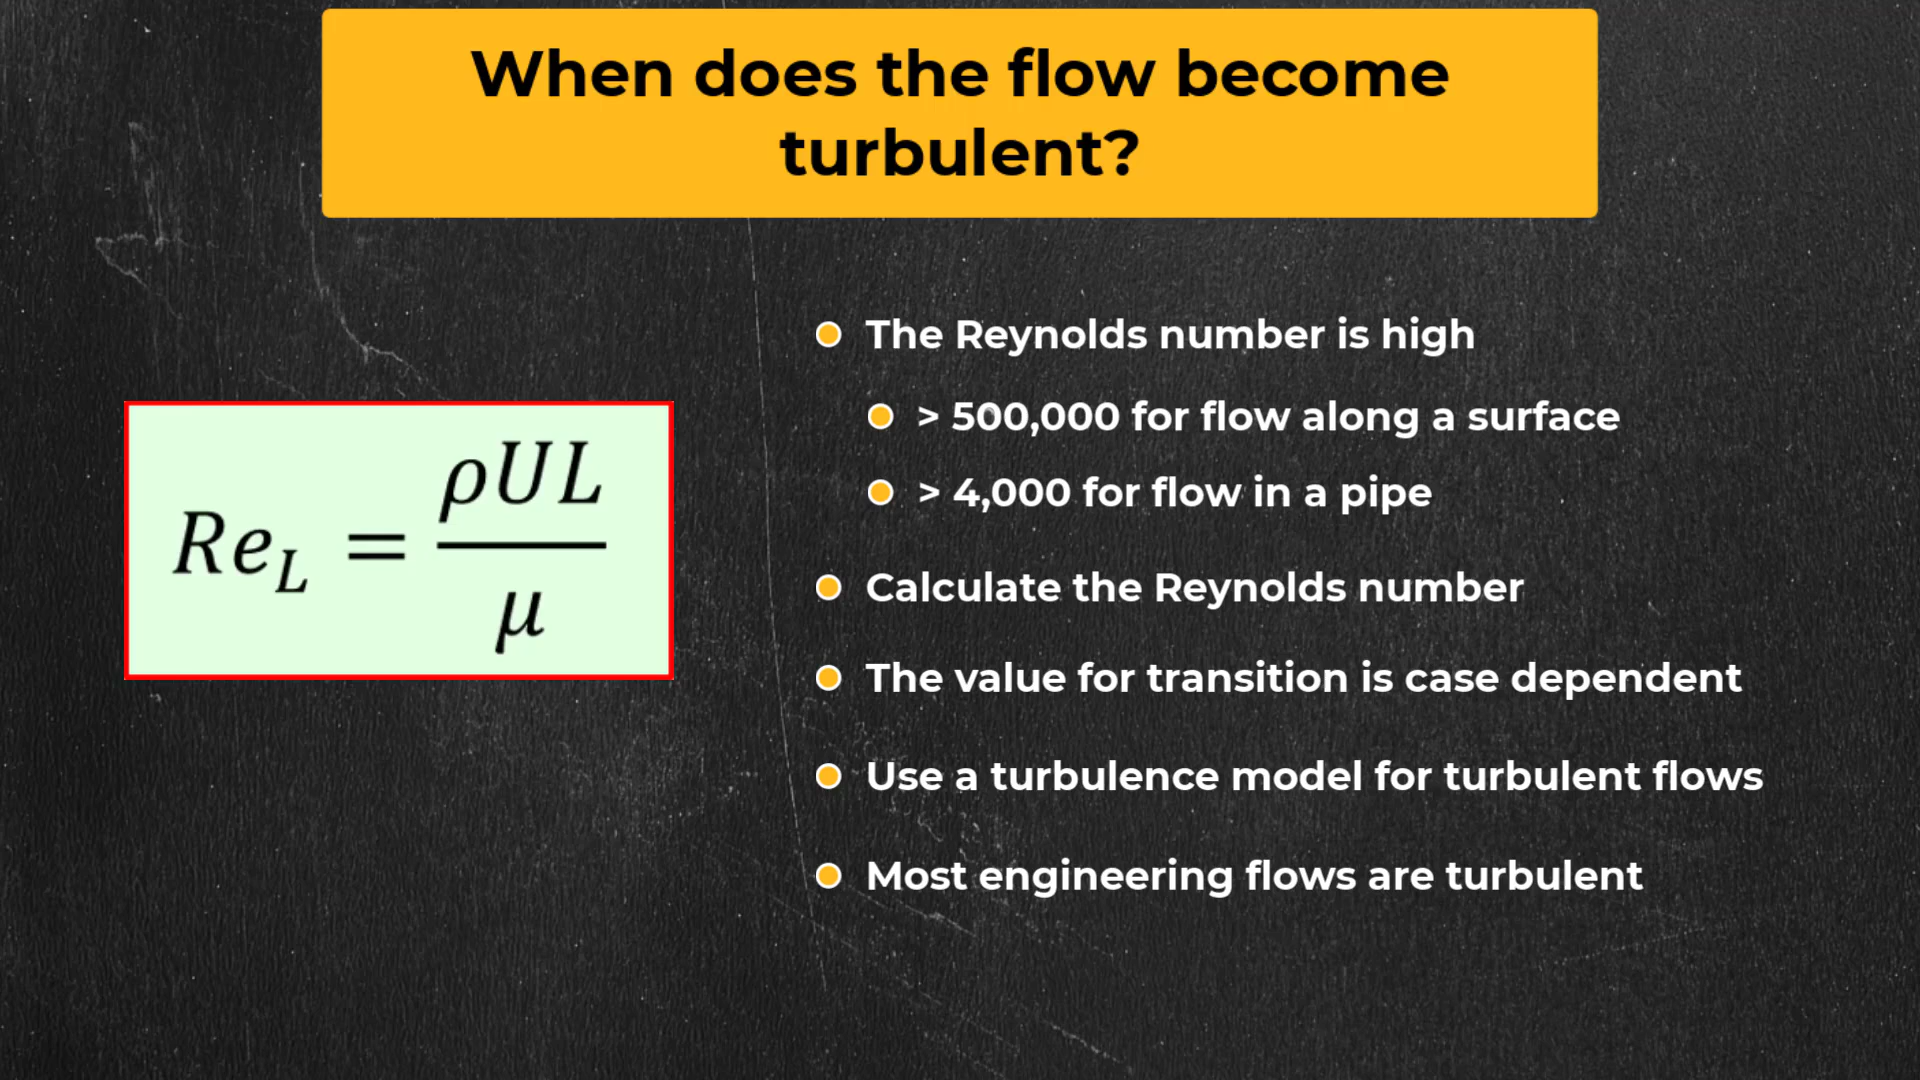 When does the flow become
turbulent?
Re_L = ρUL / μ
The Reynolds number is high
> 500,000 for flow along a surface
> 4,000 for flow in a pipe
Calculate the Reynolds number
The value for transition is case dependent
Use a turbulence model for turbulent flows
Most engineering flows are turbulent